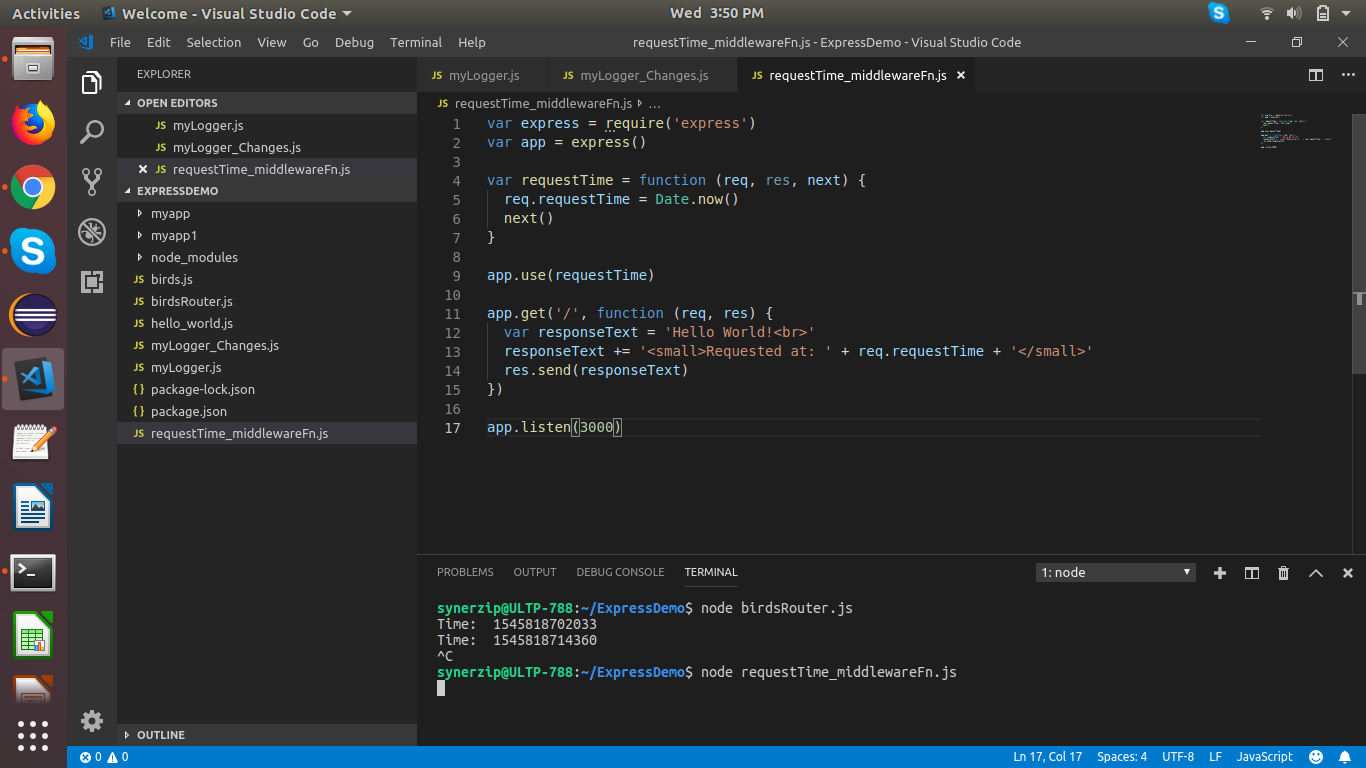 Activities
Welcome - Visual Studio Code
Wed 3:50 PM
File Edit Selection View Go Debug Terminal Help
requestTime_middlewareFn.js - ExpressDemo - Visual Studio Code
EXPLORER
OPEN EDITORS
JS myLogger.js
JS myLogger_Changes.js
JS requestTime_middlewareFn.js
EXPRESSDEMO
myapp
myapp1
node_modules
JS birds.js
JS birdsRouter.js
JS hello_world.js
JS myLogger_Changes.js
JS myLogger.js
{} package-lock.json
{} package.json
JS requestTime_middlewareFn.js
OUTLINE
JS myLogger.js
JS myLogger_Changes.js
JS requestTime_middlewareFn.js
JS requestTime_middlewareFn.js ...
1 var express = require('express')
2 var app = express()
3
4 var requestTime = function (req, res, next) {
5 req.requestTime = Date.now()
6 next()
7 }
8
9 app.use(requestTime)
10
11 app.get('/', function (req, res) {
12 var responseText = 'Hello World!<br>'
13 responseText += '<small>Requested at: ' + req.requestTime + '</small>'
14 res.send(responseText)
15 })
16
17 app.listen(3000)
PROBLEMS OUTPUT DEBUG CONSOLE TERMINAL
1: node
synerzip@ULTP-788:~/ExpressDemo$ node birdsRouter.js
Time:  1545818702033
Time:  1545818714360
^C
synerzip@ULTP-788:~/ExpressDemo$ node requestTime_middlewareFn.js
0 0
Ln 17, Col 17 Spaces: 4 UTF-8 LF JavaScript